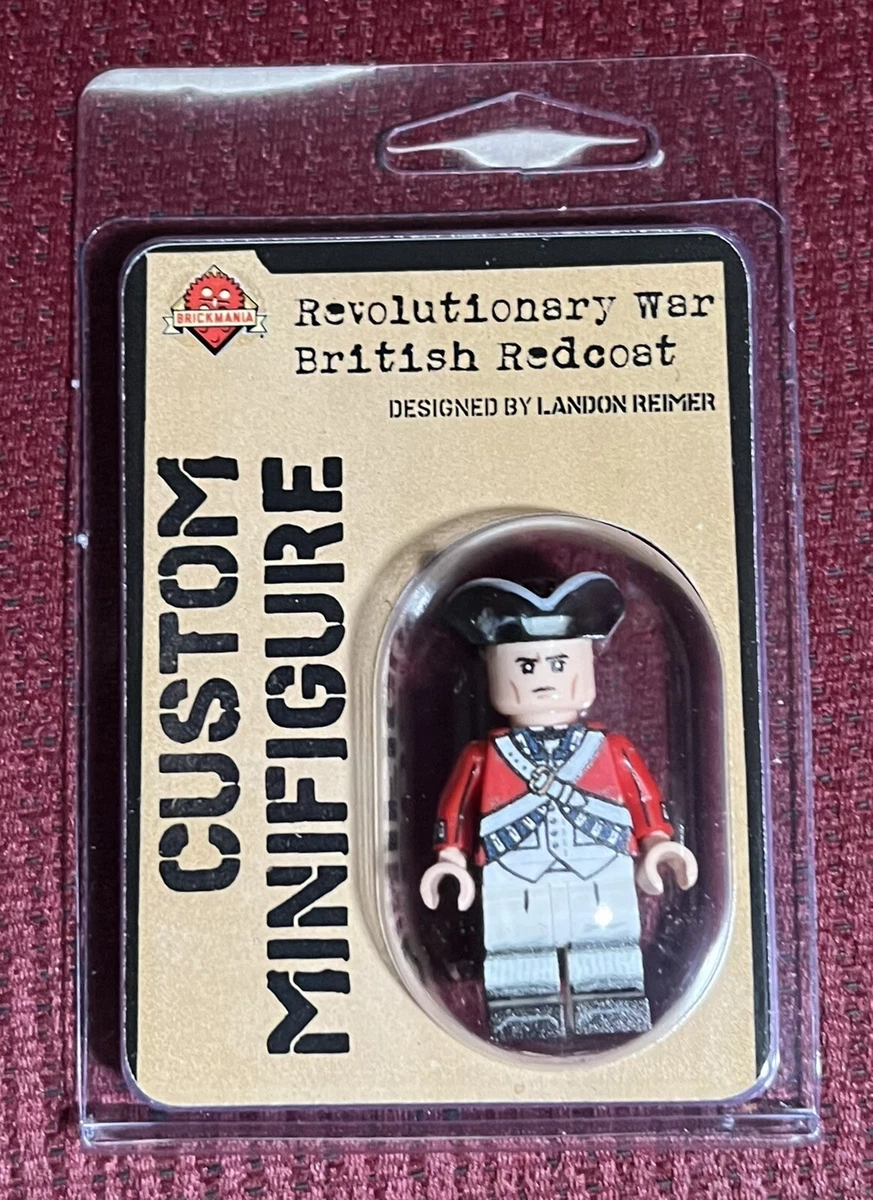 BRICKMANIA
Revolutionary War
British Redcoat
DESIGNED BY LANDON REIMER
CUSTOM
MINIFIGURE